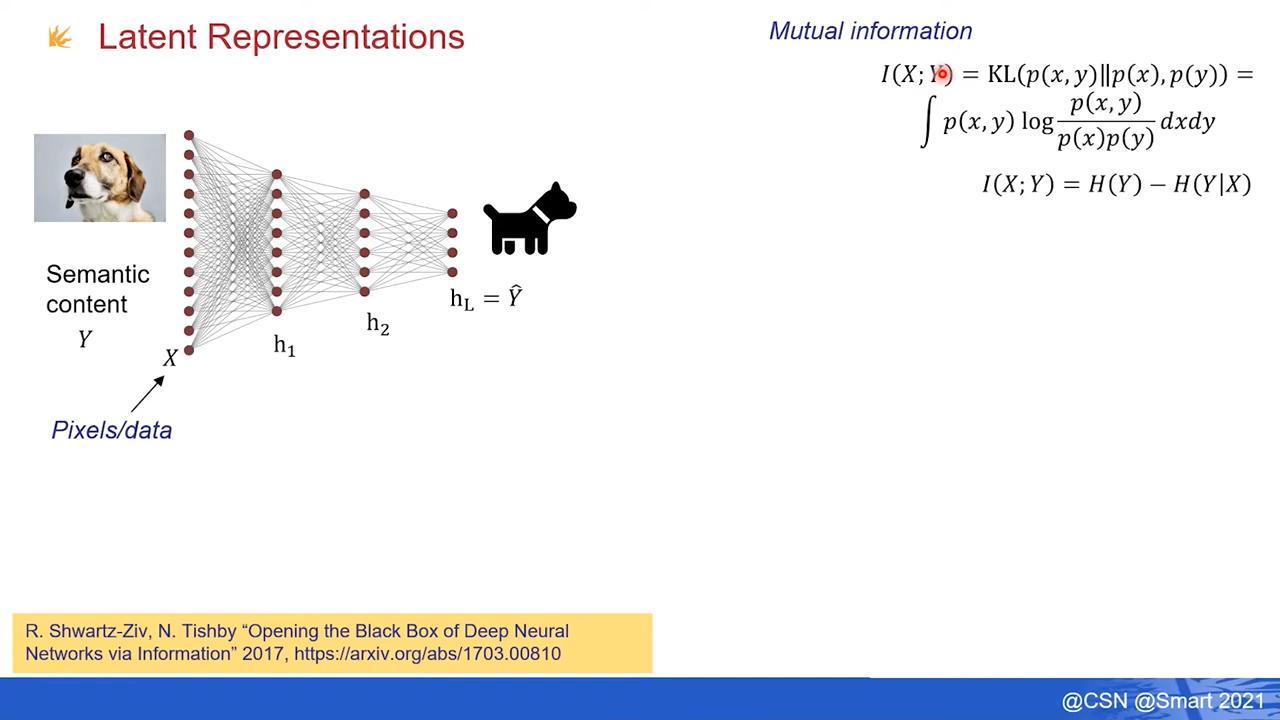 Latent Representations
Mutual information
I(X;Y) = KL(p(x,y)‖p(x),p(y)) =
∫ p(x,y) log p(x,y) / p(x)p(y) dxdy
I(X;Y) = H(Y) − H(Y|X)
Semantic
content
Y
X
h₁
h₂
h_L = Ŷ
Pixels/data
R. Shwartz-Ziv, N. Tishby “Opening the Black Box of Deep Neural
Networks via Information” 2017, https://arxiv.org/abs/1703.00810
@CSN @Smart 2021